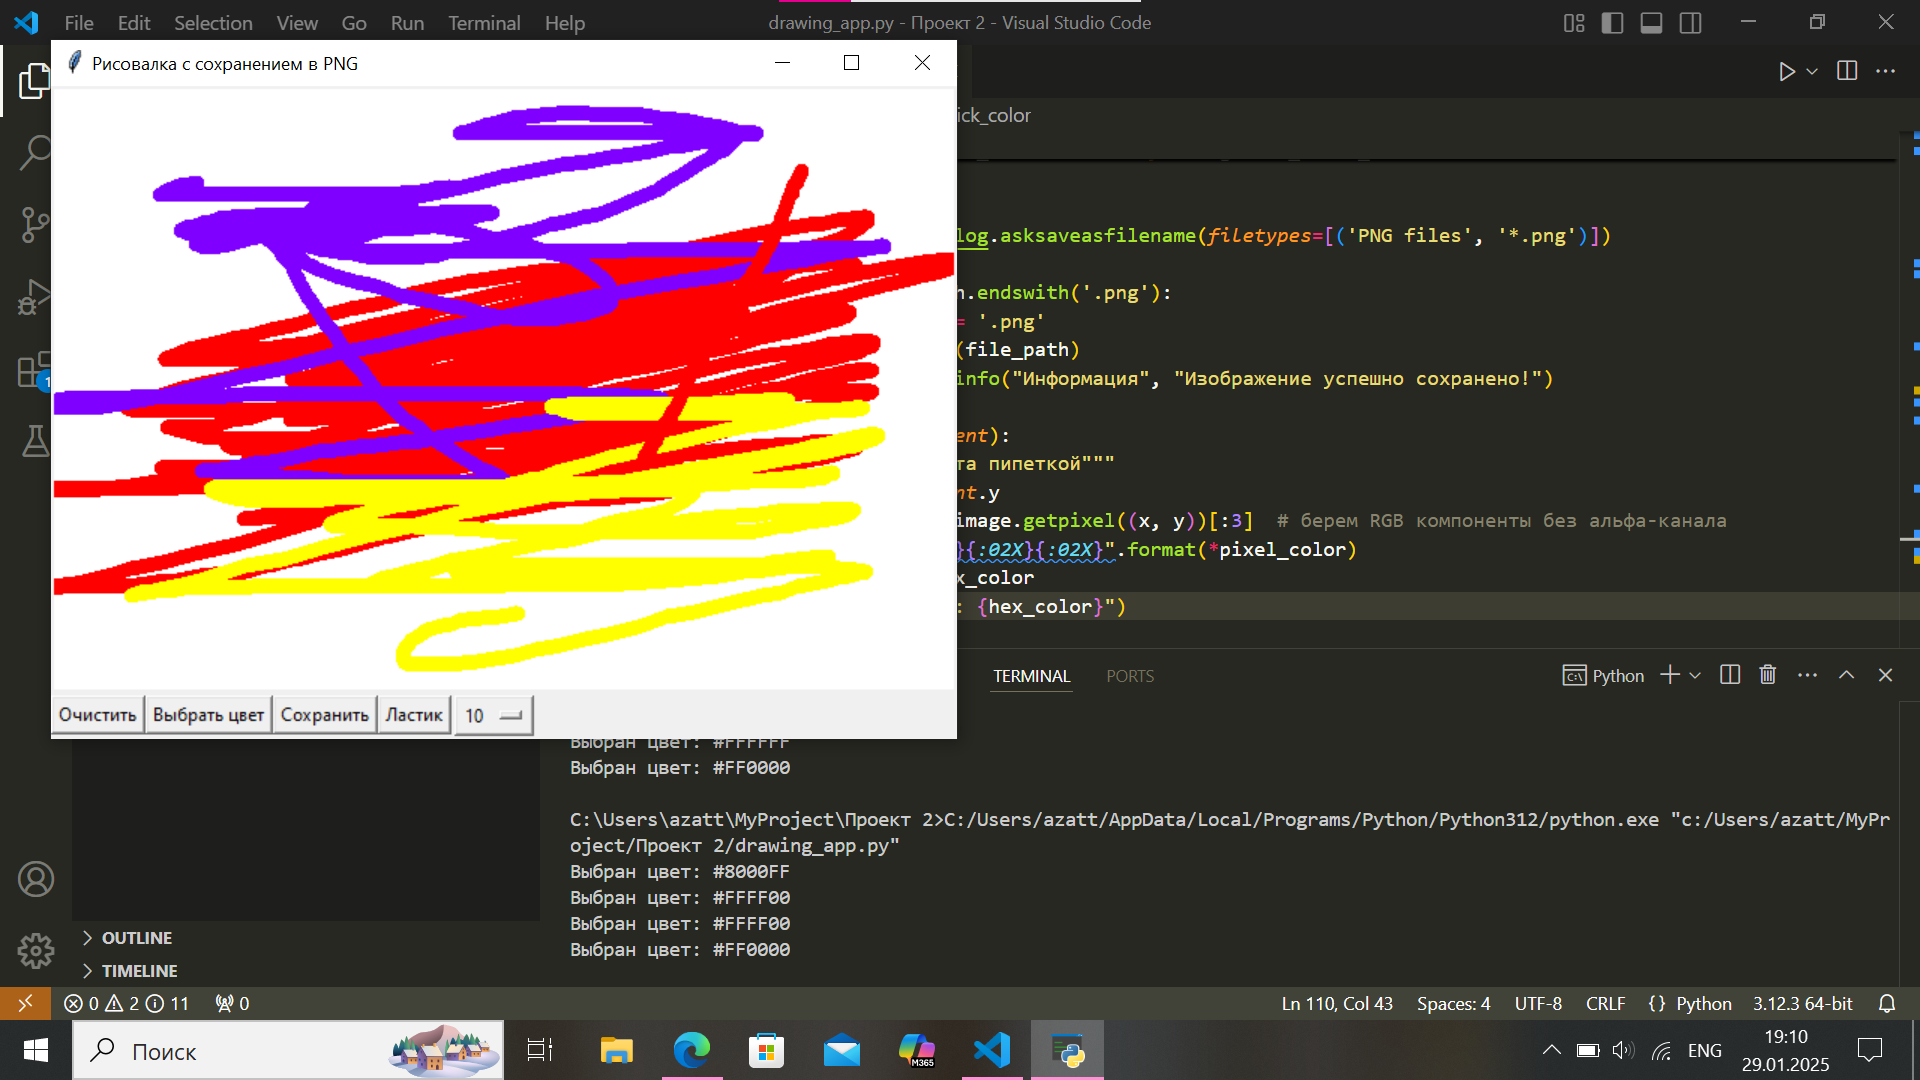 File Edit Selection View Go Run Terminal Help
drawing_app.py - Проект 2 - Visual Studio Code
Рисовалка с сохранением в PNG
ick_color
log.asksaveasfilename(filetypes=[('PNG files', '*.png')])
.endswith('.png'):
= '.png'
(file_path)
info("Информация", "Изображение успешно сохранено!")
ent):
та пипеткой"""
nt.y
image.getpixel((x, y))[:3] # берем RGB компоненты без альфа-канала
}{:02X}{:02X}".format(*pixel_color)
x_color
: {hex_color}")
1
TERMINAL PORTS
Python
Очистить Выбрать цвет Сохранить Ластик 10
Выбран цвет: #FFFFFF
Выбран цвет: #FF0000
C:\Users\azatt\MyProject\Проект 2>C:/Users/azatt/AppData/Local/Programs/Python/Python312/python.exe "c:/Users/azatt/MyPr
oject/Проект 2/drawing_app.py"
Выбран цвет: #8000FF
Выбран цвет: #FFFF00
Выбран цвет: #FFFF00
Выбран цвет: #FF0000
OUTLINE
TIMELINE
0 2 11 0
Ln 110, Col 43 Spaces: 4 UTF-8 CRLF {} Python 3.12.3 64-bit
Поиск
M365
ENG
19:10
29.01.2025